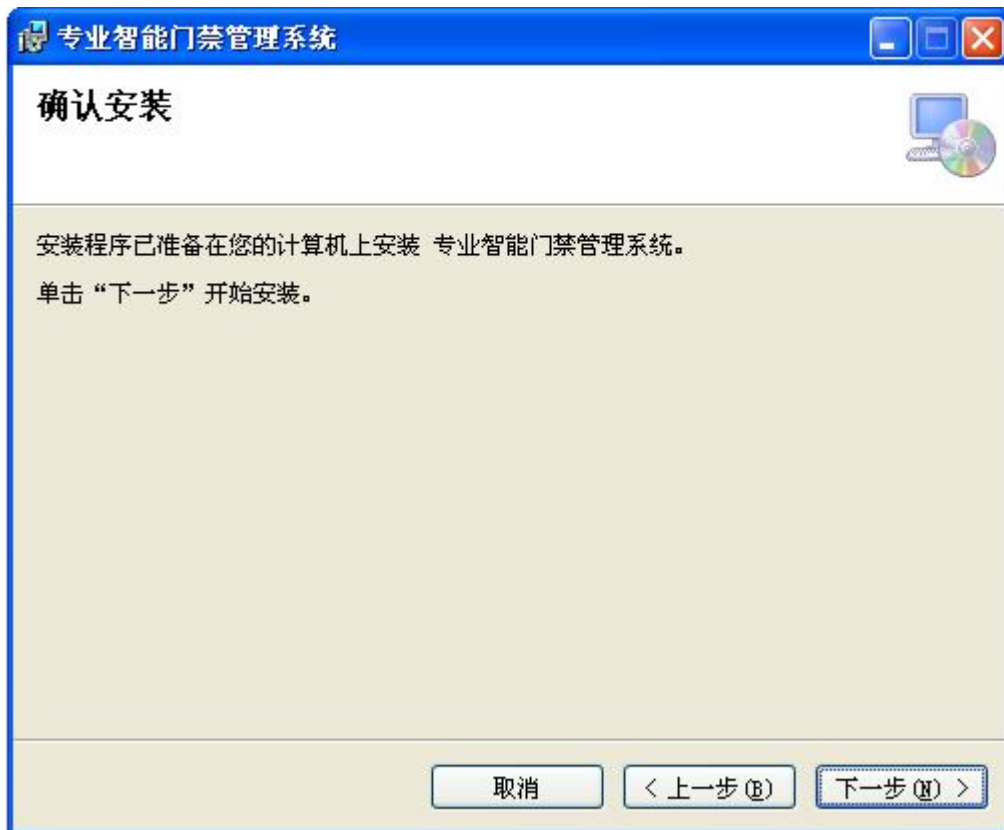 专业智能门禁管理系统
确认安装
安装程序已准备在您的计算机上安装 专业智能门禁管理系统。
单击“下一步”开始安装。
取消
< 上一步(B)
下一步(N) >